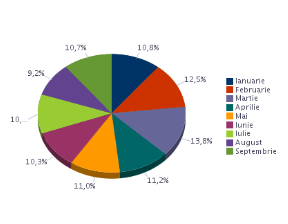 10,7%
10,8%
9,2%
12,5%
10,...
13,8%
10,3%
11,0%
11,2%
Ianuarie
Februarie
Martie
Aprilie
Mai
Iunie
Iulie
August
Septembrie